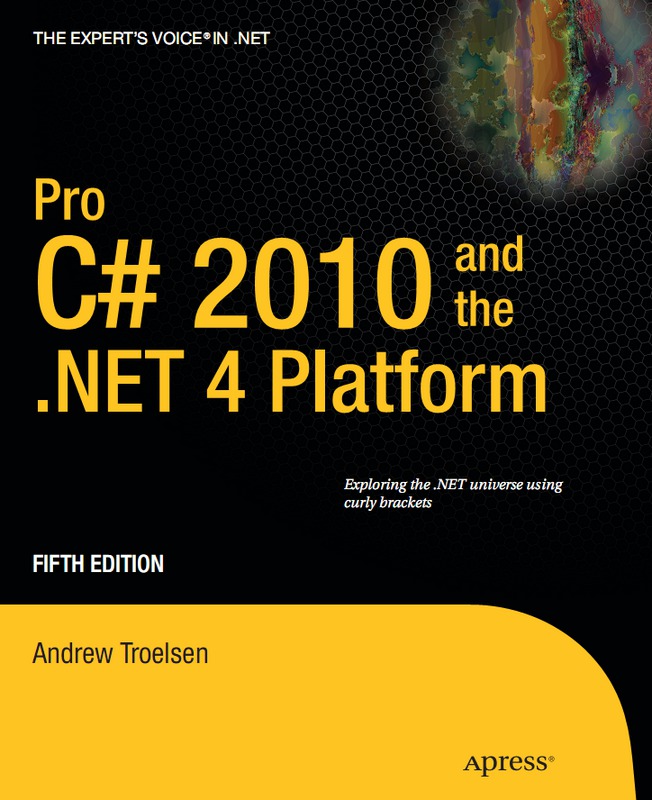 THE EXPERT'S VOICE® IN .NET
Pro
C# 2010 and
the
.NET 4 Platform
Exploring the .NET universe using
curly brackets
FIFTH EDITION
Andrew Troelsen
Apress®